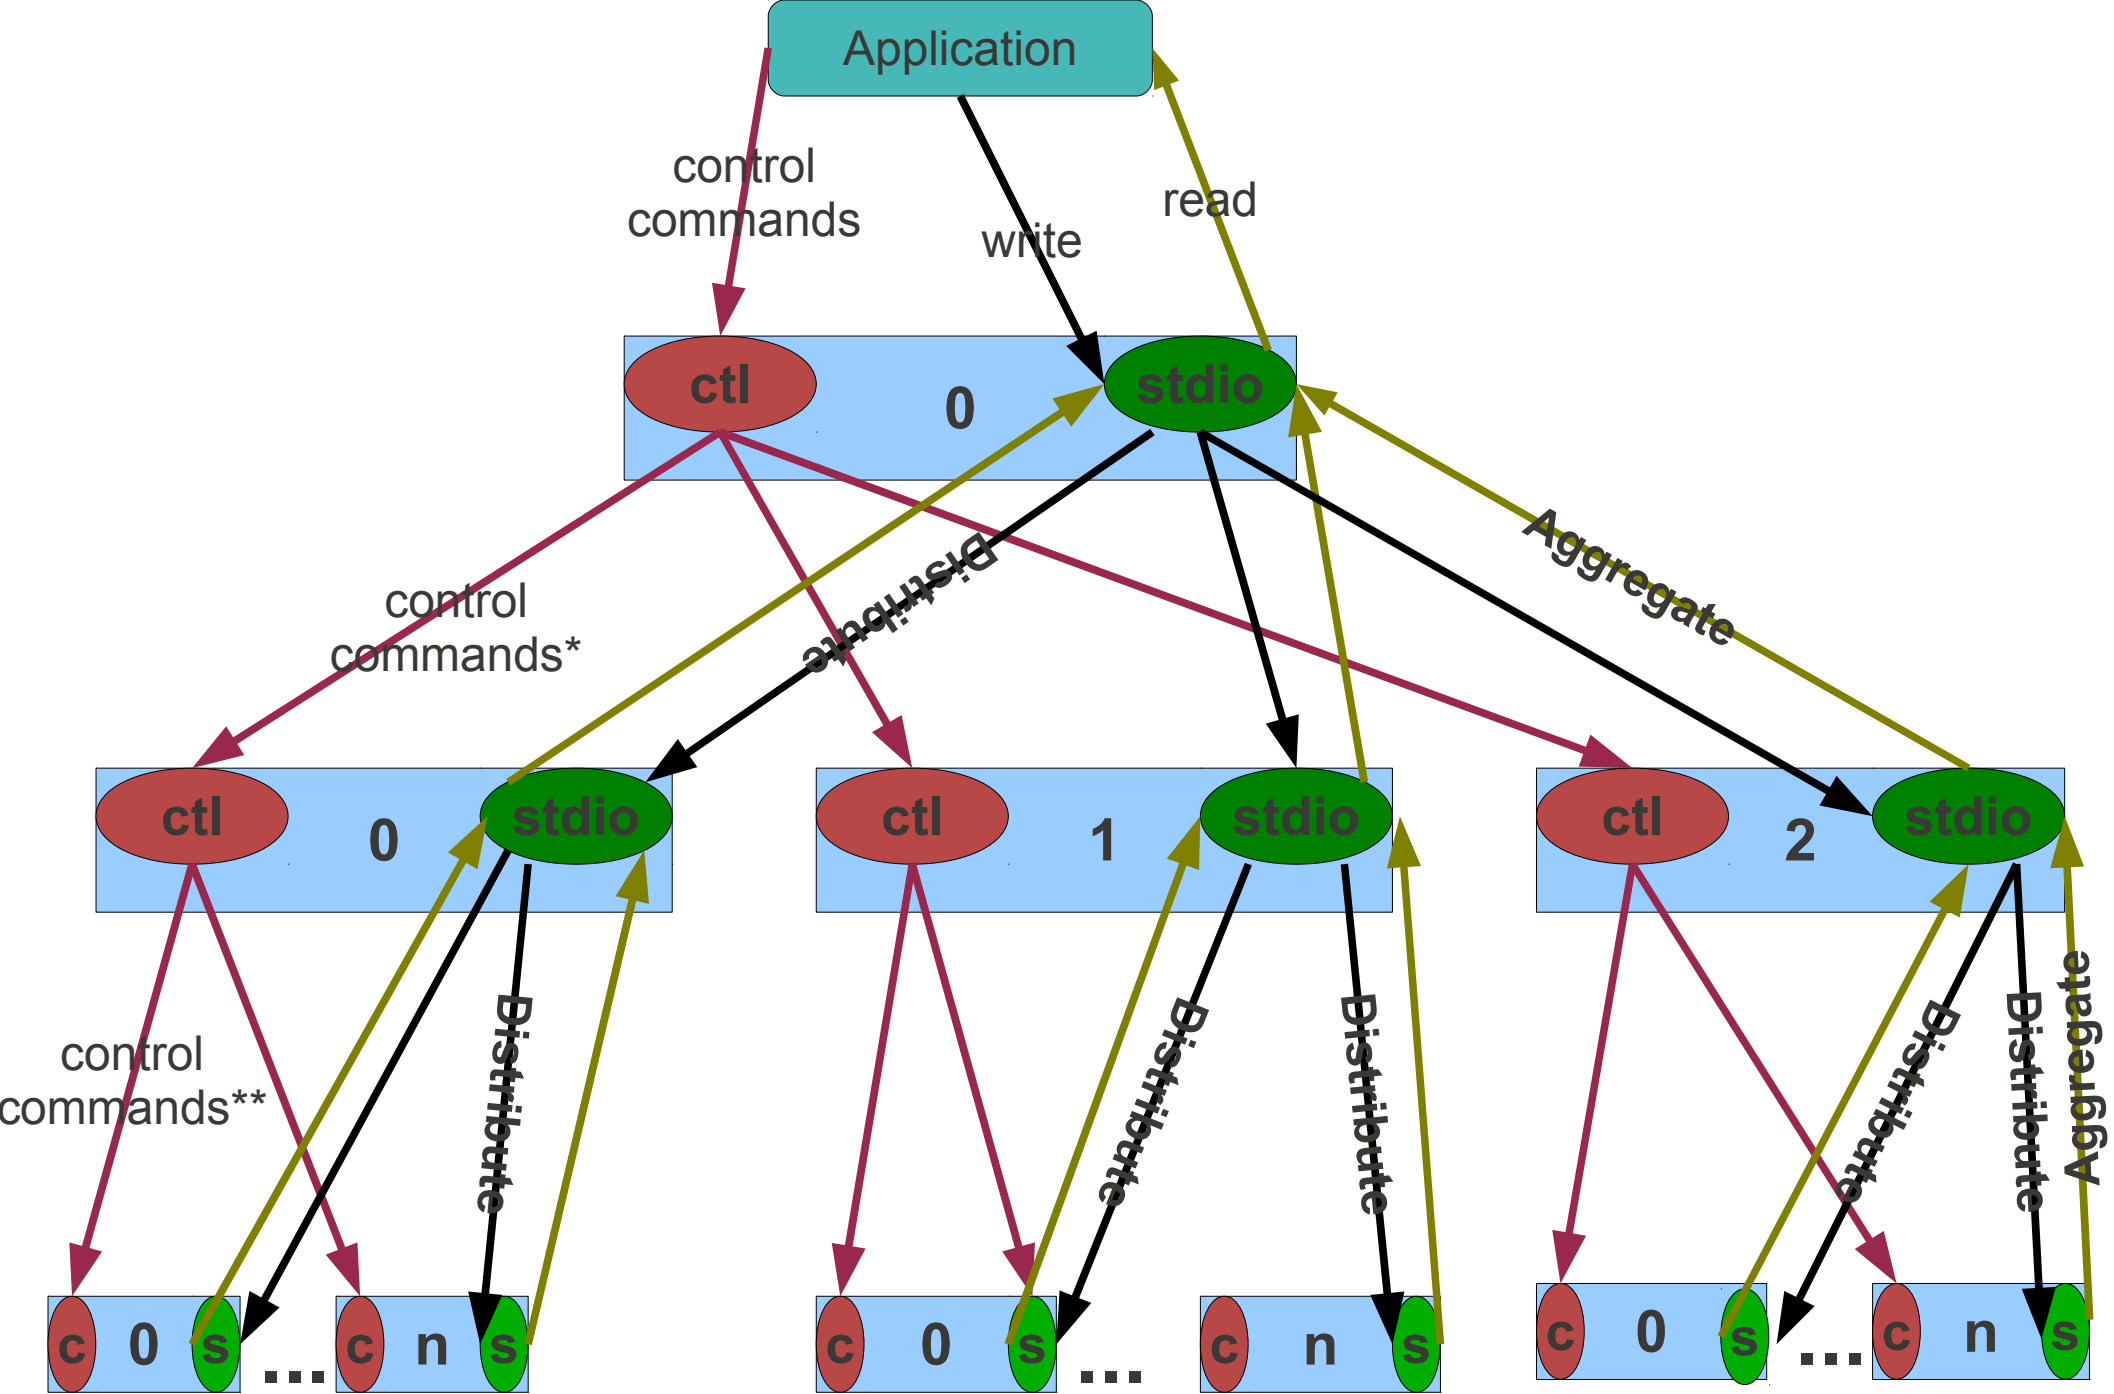 Application
control
commands
write
read
ctl
0
stdio
Distribute
Aggregate
control
commands*
ctl
0
stdio
ctl
1
stdio
ctl
2
stdio
control
commands**
Distribute
Distribute
Distribute
Distribute
Distribute
Aggregate
c
0
s
...
c
n
s
c
0
s
...
c
n
s
c
0
s
...
c
n
s